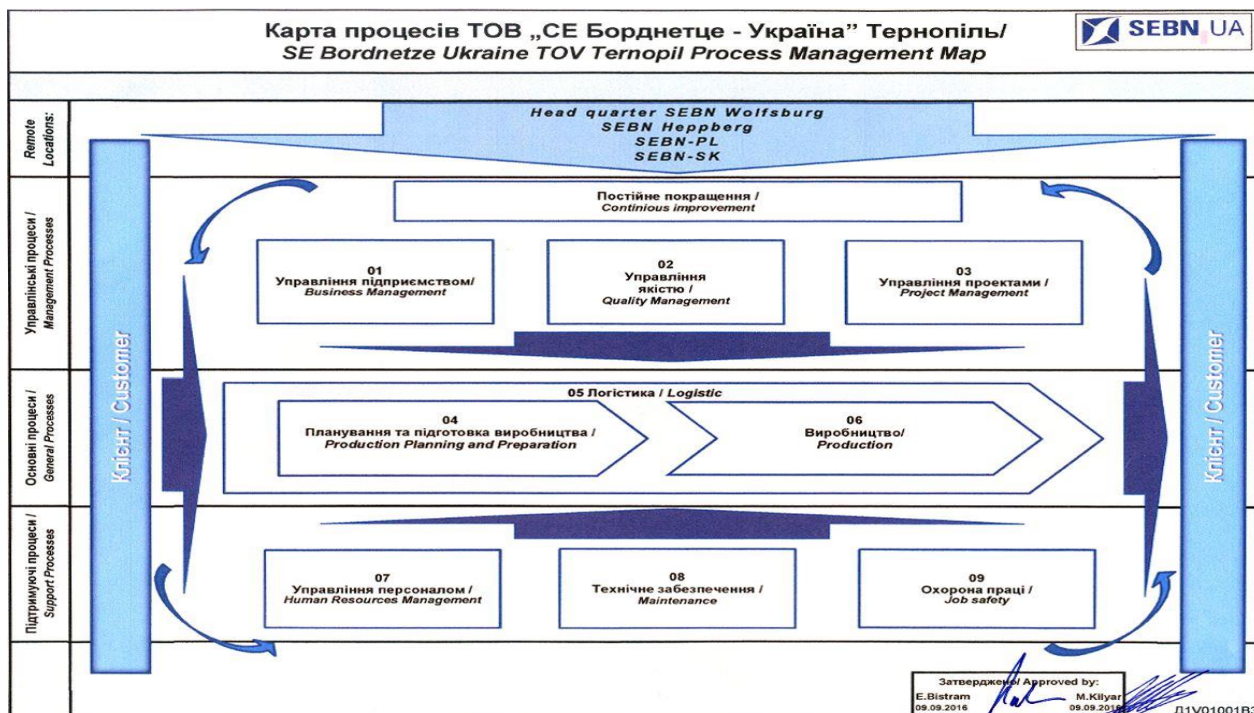 Карта процесів ТОВ „СЕ Борднетце - Україна” Тернопіль/
SE Bordnetze Ukraine TOV Ternopil Process Management Map
SEBN UA
Remote
Locations:
Head quarter SEBN Wolfsburg
SEBN Heppberg
SEBN-PL
SEBN-SK
Управлінські процеси /
Management Processes
Постійне покращення /
Continious improvement
01
Управління підприємством/
Business Management
02
Управління
якістю /
Quality Management
03
Управління проектами /
Project Management
Клієнт / Customer
Клієнт / Customer
Основні процеси /
General Processes
05 Логістика / Logistic
04
Планування та підготовка виробництва /
Production Planning and Preparation
06
Виробництво/
Production
Підтримуючі процеси /
Support Processes
07
Управління персоналом /
Human Resources Management
08
Технічне забезпечення /
Maintenance
09
Охорона праці /
Job safety
Затверджено/ Approved by:
E.Bistram M.Kilyar
09.09.2016 09.09.2016